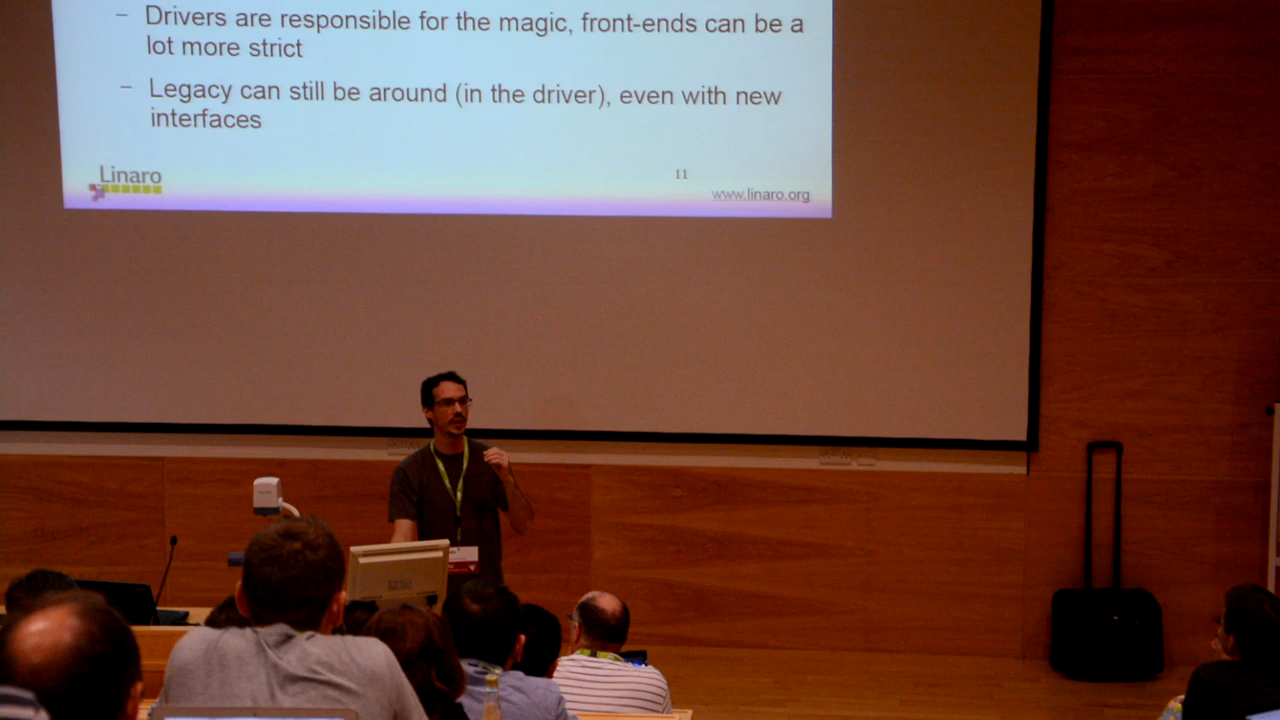 – Drivers are responsible for the magic, front-ends can be a
lot more strict
– Legacy can still be around (in the driver), even with new
interfaces
Linaro
11
www.linaro.org